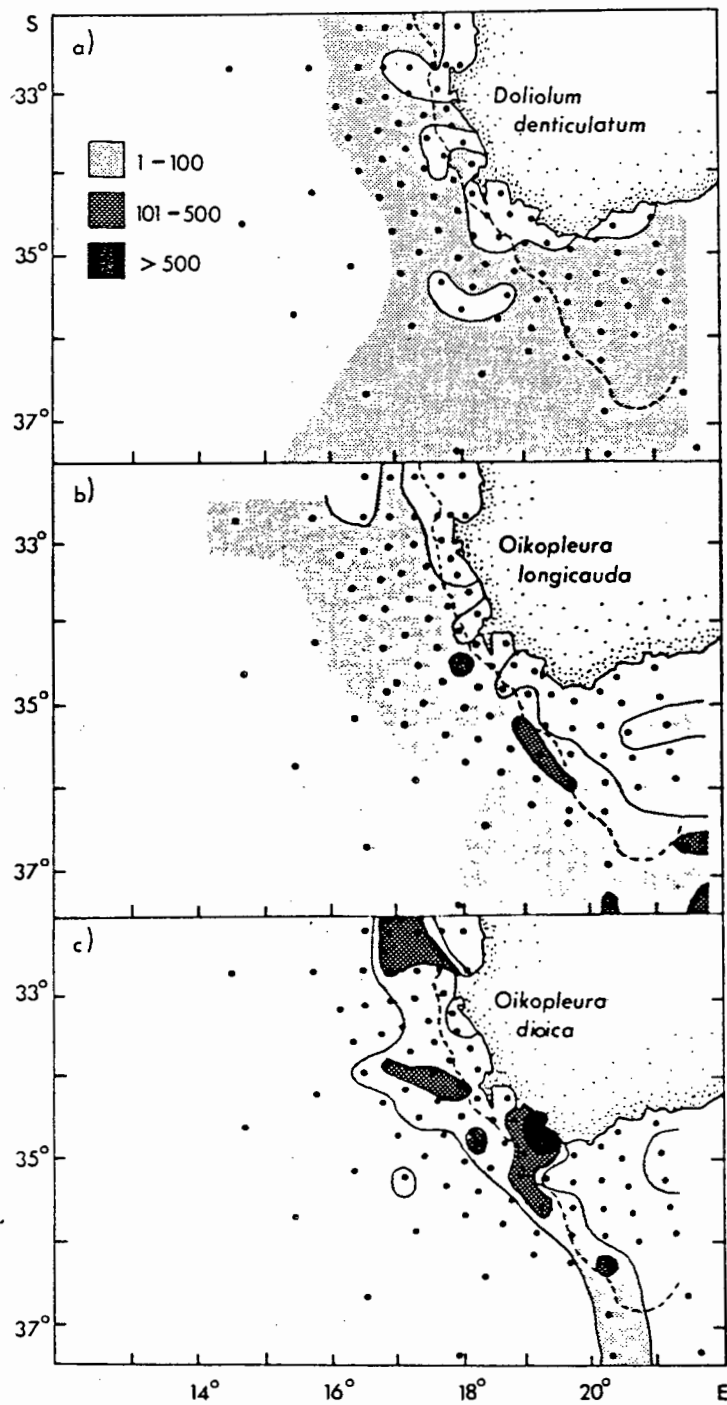 S
a)
33°
Doliolum
denticulatum
1-100
101-500
> 500
35°
37°
b)
33°
Oikopleura
longicauda
35°
37°
c)
33°
Oikopleura
dioica
35°
37°
14° 16° 18° 20° E